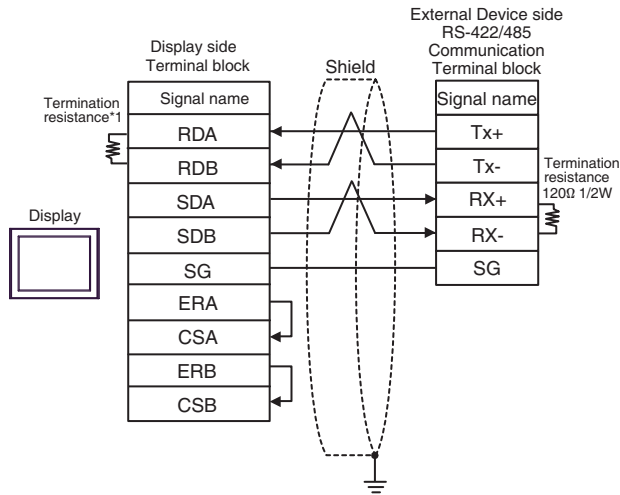 External Device side
RS-422/485
Communication
Terminal block
Display side
Terminal block
Shield
Termination
resistance*1
Signal name
RDA
RDB
SDA
SDB
SG
ERA
CSA
ERB
CSB
Display
Signal name
Tx+
Tx-
RX+
RX-
SG
Termination
resistance
120Ω 1/2W